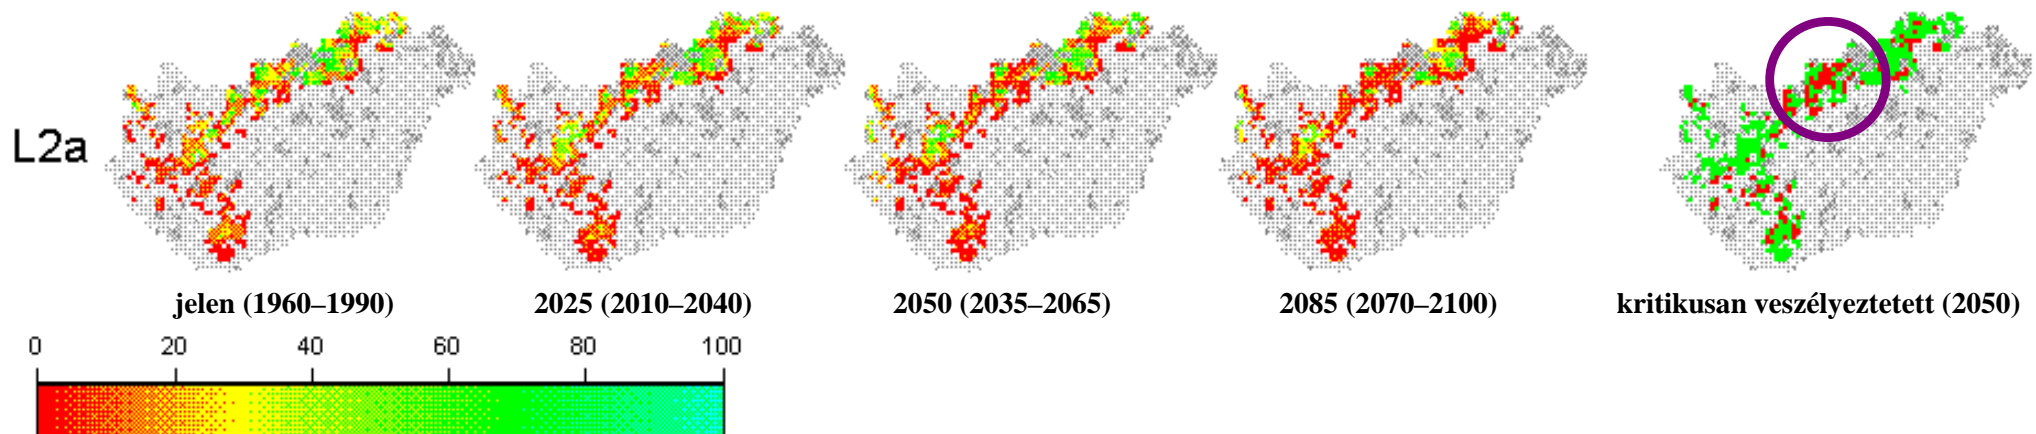 L2a
jelen (1960–1990)
2025 (2010–2040)
2050 (2035–2065)
2085 (2070–2100)
kritikusan veszélyeztetett (2050)
0 20 40 60 80 100